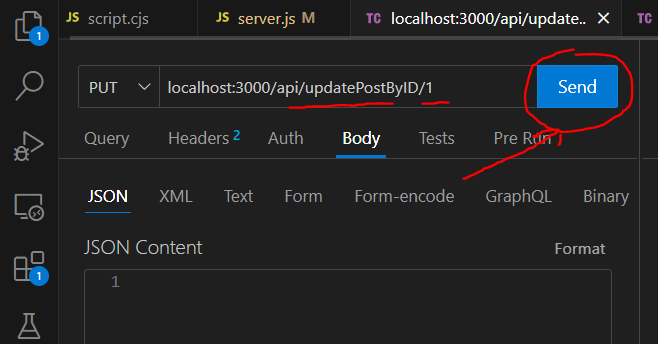 JS script.cjs JS server.js M TC localhost:3000/api/update.. × TC
1
PUT localhost:3000/api/updatePostByID/1 Send
Query Headers 2 Auth Body Tests Pre Run
JSON XML Text Form Form-encode GraphQL Binary
JSON Content Format
1
1